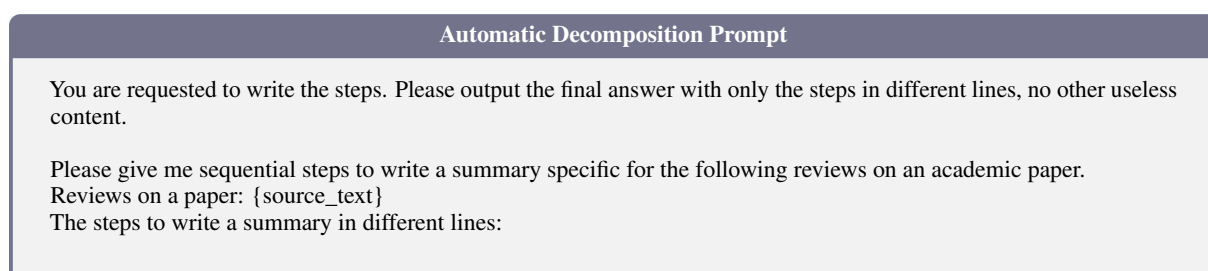 Automatic Decomposition Prompt
You are requested to write the steps. Please output the final answer with only the steps in different lines, no other useless
content.
Please give me sequential steps to write a summary specific for the following reviews on an academic paper.
Reviews on a paper: {source_text}
The steps to write a summary in different lines: